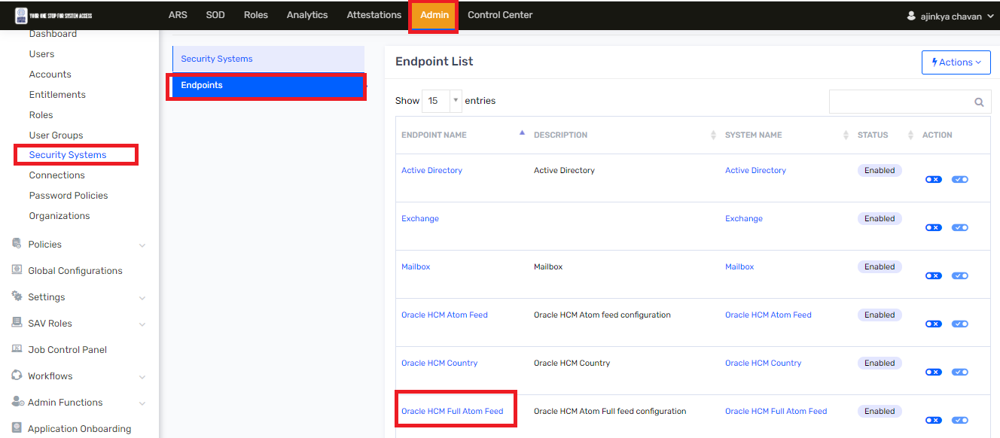 YOUR ONE STOP FOR SYSTEM ACCESS
ARS SOD Roles Analytics Attestations Admin Control Center ajinkya chavan
Dashboard
Users
Accounts
Entitlements
Roles
User Groups
Security Systems
Connections
Password Policies
Organizations
Policies
Global Configurations
Settings
SAV Roles
Job Control Panel
Workflows
Admin Functions
Application Onboarding
Security Systems
Endpoints
Endpoint List
Actions
Show 15 entries
ENDPOINT NAME DESCRIPTION SYSTEM NAME STATUS ACTION
Active Directory Active Directory Active Directory Enabled
Exchange Exchange Enabled
Mailbox Mailbox Mailbox Enabled
Oracle HCM Atom Feed Oracle HCM Atom feed configuration Oracle HCM Atom Feed Enabled
Oracle HCM Country Oracle HCM Country Oracle HCM Country Enabled
Oracle HCM Full Atom Feed Oracle HCM Atom Full feed configuration Oracle HCM Full Atom Feed Enabled